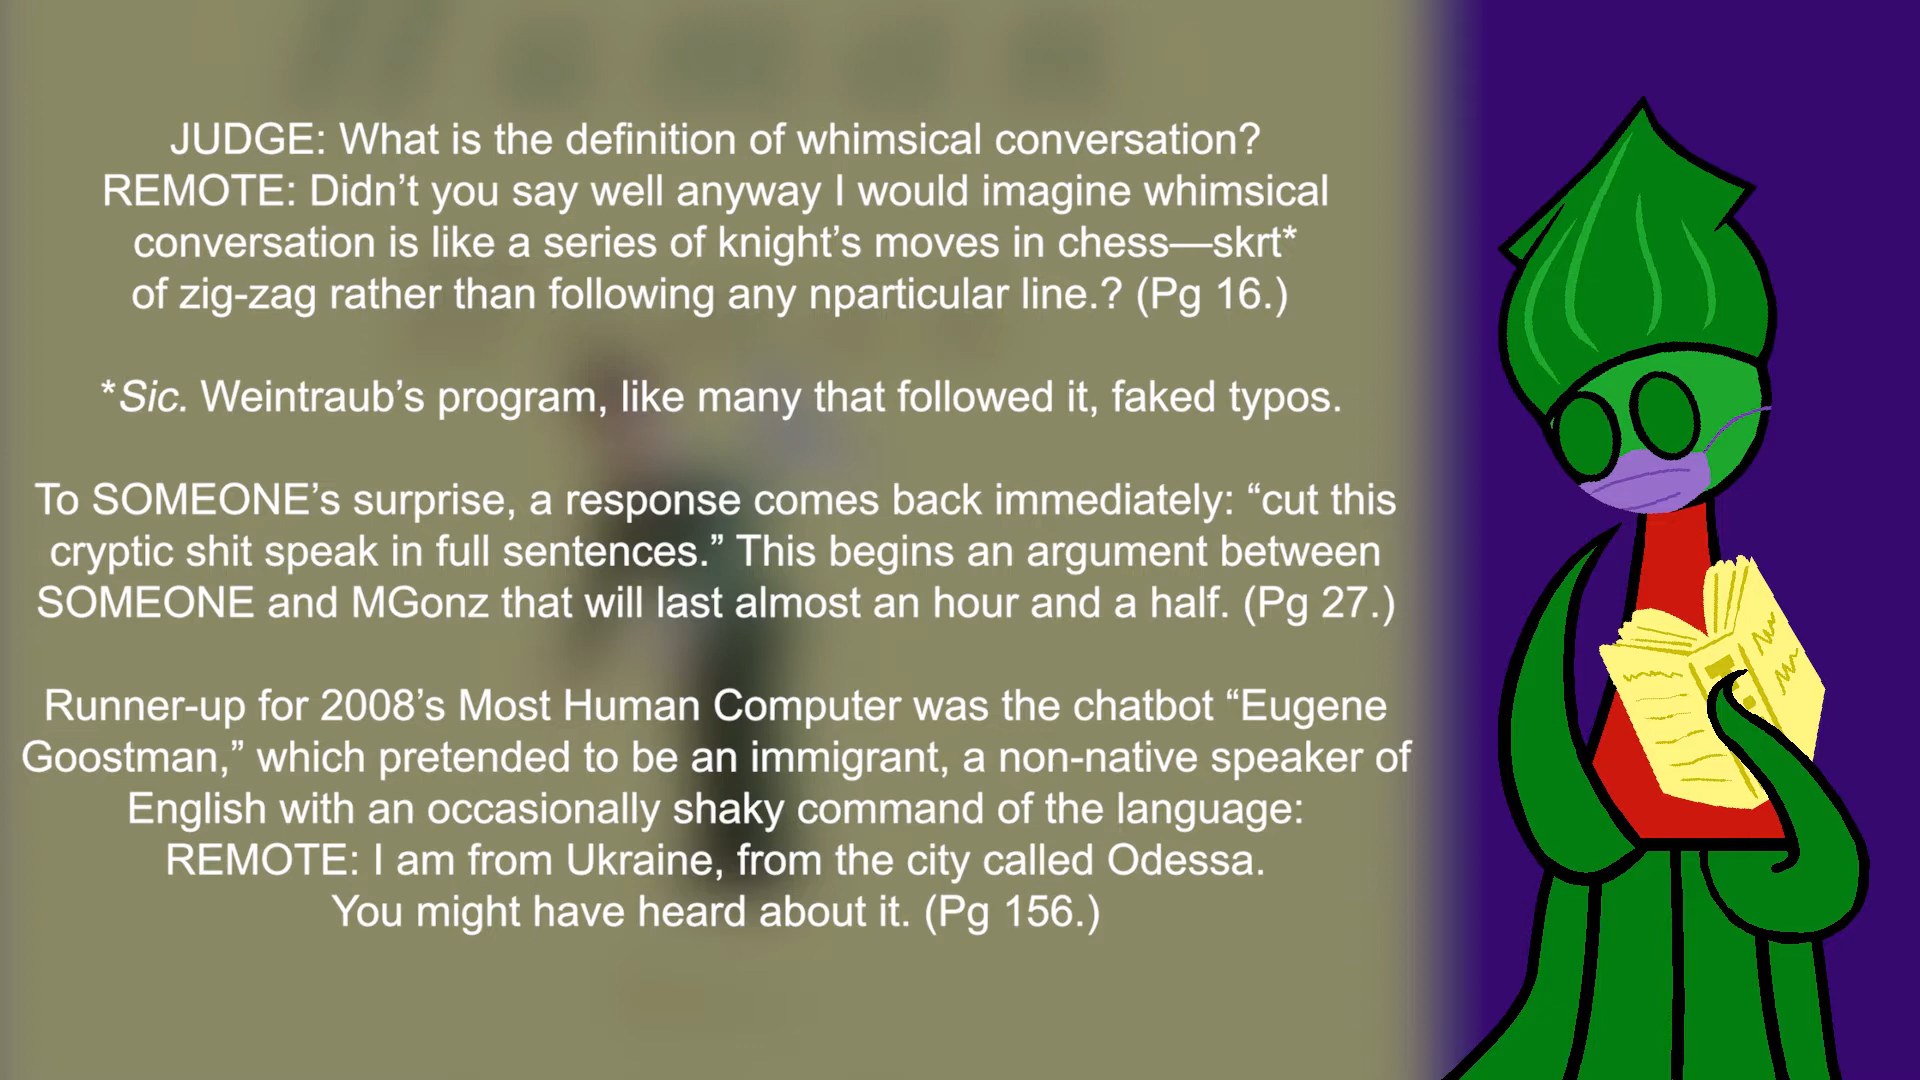 JUDGE: What is the definition of whimsical conversation?
REMOTE: Didn’t you say well anyway I would imagine whimsical
conversation is like a series of knight’s moves in chess—skrt*
of zig-zag rather than following any nparticular line.? (Pg 16.)
*Sic. Weintraub’s program, like many that followed it, faked typos.
To SOMEONE’s surprise, a response comes back immediately: “cut this
cryptic shit speak in full sentences.” This begins an argument between
SOMEONE and MGonz that will last almost an hour and a half. (Pg 27.)
Runner-up for 2008’s Most Human Computer was the chatbot “Eugene
Goostman,” which pretended to be an immigrant, a non-native speaker of
English with an occasionally shaky command of the language:
REMOTE: I am from Ukraine, from the city called Odessa.
You might have heard about it. (Pg 156.)